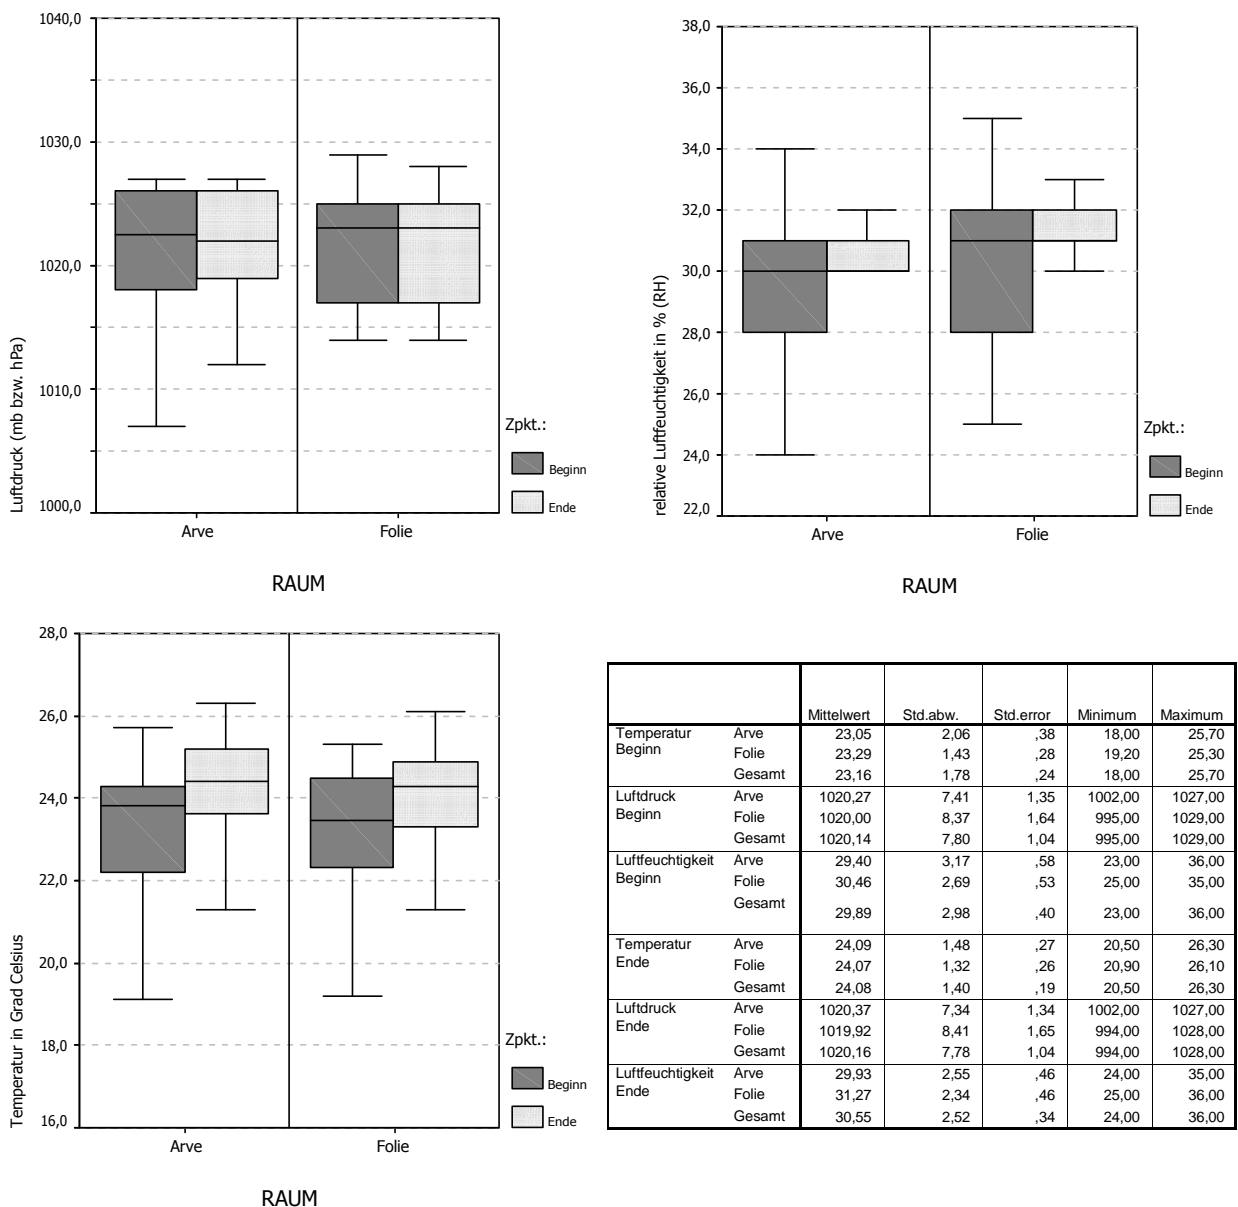 1040,0
1030,0
1020,0
1010,0
1000,0
Luftdruck (mb bzw. hPa)
Arve Folie
RAUM
Zpkt.:
Beginn
Ende
38,0
36,0
34,0
32,0
30,0
28,0
26,0
24,0
22,0
relative Luftfeuchtigkeit in % (RH)
Arve Folie
RAUM
Zpkt.:
Beginn
Ende
28,0
26,0
24,0
22,0
20,0
18,0
16,0
Temperatur in Grad Celsius
Arve Folie
RAUM
Zpkt.:
Beginn
Ende
Mittelwert Std.abw. Std.error Minimum Maximum
Temperatur Arve 23,05 2,06 ,38 18,00 25,70
Beginn Folie 23,29 1,43 ,28 19,20 25,30
Gesamt 23,16 1,78 ,24 18,00 25,70
Luftdruck Arve 1020,27 7,41 1,35 1002,00 1027,00
Beginn Folie 1020,00 8,37 1,64 995,00 1029,00
Gesamt 1020,14 7,80 1,04 995,00 1029,00
Luftfeuchtigkeit Arve 29,40 3,17 ,58 23,00 36,00
Beginn Folie 30,46 2,69 ,53 25,00 35,00
Gesamt 29,89 2,98 ,40 23,00 36,00
Temperatur Arve 24,09 1,48 ,27 20,50 26,30
Ende Folie 24,07 1,32 ,26 20,90 26,10
Gesamt 24,08 1,40 ,19 20,50 26,30
Luftdruck Arve 1020,37 7,34 1,34 1002,00 1027,00
Ende Folie 1019,92 8,41 1,65 994,00 1028,00
Gesamt 1020,16 7,78 1,04 994,00 1028,00
Luftfeuchtigkeit Arve 29,93 2,55 ,46 24,00 35,00
Ende Folie 31,27 2,34 ,46 25,00 36,00
Gesamt 30,55 2,52 ,34 24,00 36,00